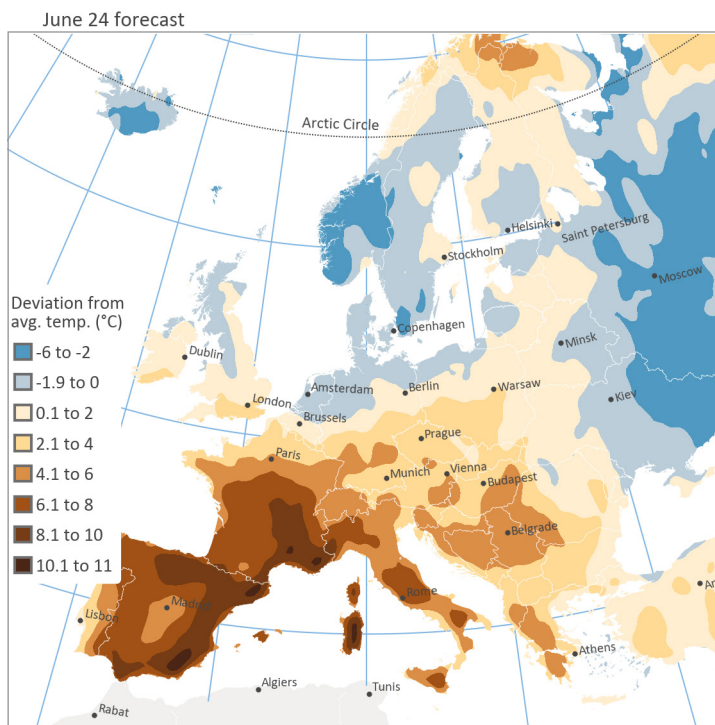 June 24 forecast
Arctic Circle
Helsinki
Saint Petersburg
Stockholm
Moscow
Deviation from
avg. temp. (°C)
-6 to -2
-1.9 to 0
0.1 to 2
2.1 to 4
4.1 to 6
6.1 to 8
8.1 to 10
10.1 to 11
Copenhagen
Minsk
Dublin
Amsterdam
Berlin
Warsaw
Kiev
London
Brussels
Prague
Paris
Munich
Vienna
Budapest
Belgrade
An
Madrid
Rome
Lisbon
Athens
Algiers
Tunis
Rabat